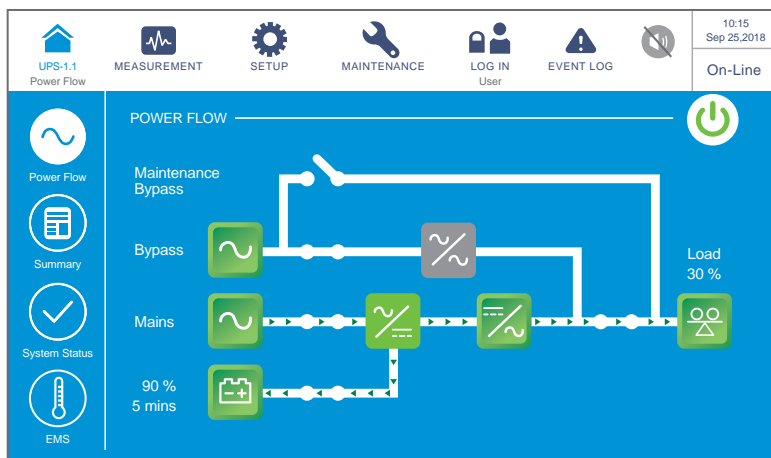 UPS-1.1
Power Flow
MEASUREMENT
SETUP
MAINTENANCE
LOG IN
User
EVENT LOG
10:15
Sep 25,2018
On-Line
Power Flow
Summary
System Status
EMS
POWER FLOW
Maintenance
Bypass
Bypass
Load
30 %
Mains
90 %
5 mins